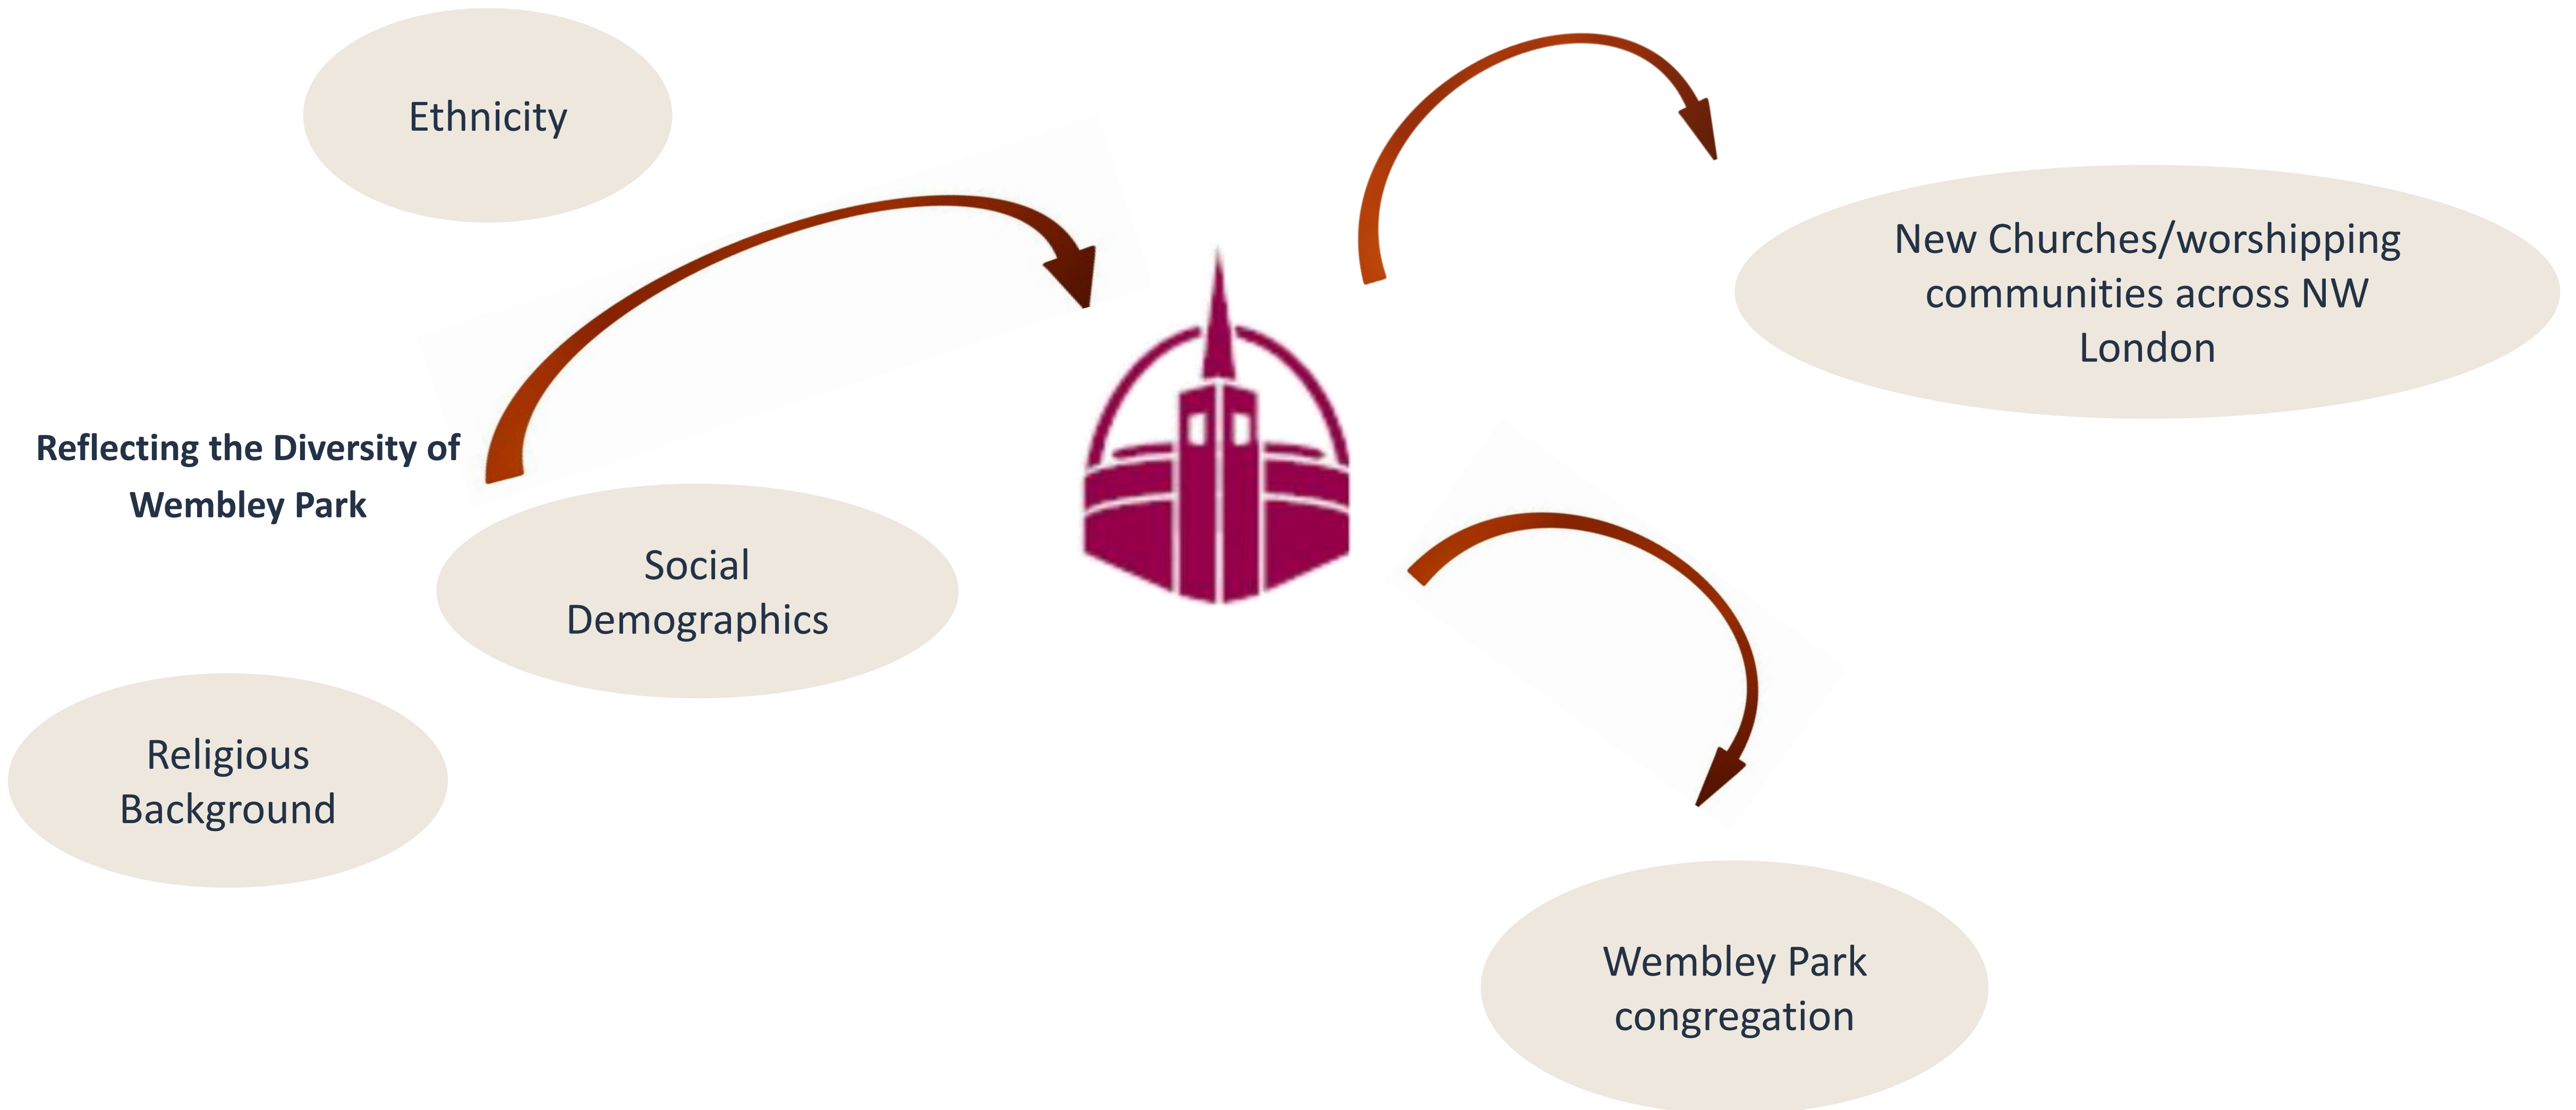 Ethnicity
Reflecting the Diversity of
Wembley Park
Social
Demographics
Religious
Background
New Churches/worshipping
communities across NW
London
Wembley Park
congregation